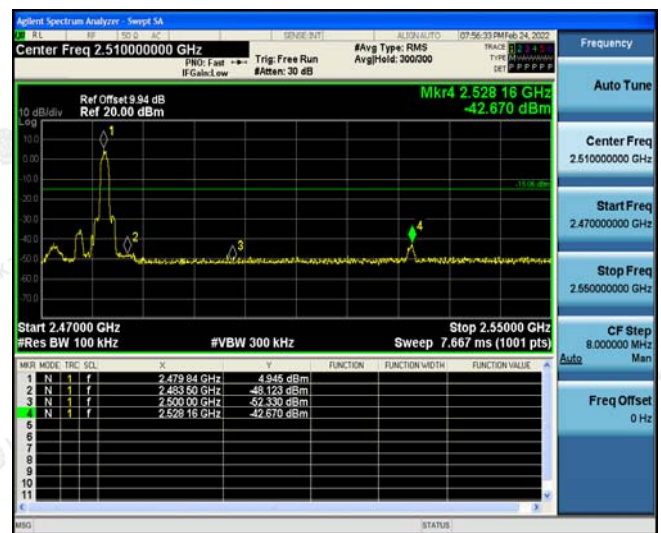 Agilent Spectrum Analyzer - Swept SA
RL RF 50 Ω AC SENSE:INT ALIGNAUTO 07:56:33 PM Feb 24, 2022
Center Freq 2.510000000 GHz #Avg Type: RMS TRACE 1 2 3 4 5 6
PNO: Fast Trig: Free Run Avg|Hold: 300/300 TYPE
IFGain:Low #Atten: 30 dB DET P P P P P P
Mkr4 2.528 16 GHz
-42.670 dBm
Ref Offset 9.94 dB
10 dB/div Ref 20.00 dBm
Log
10.0
0.00
-10.0
-15.06 dBm
-20.0
-30.0
-40.0
-50.0
-60.0
-70.0
1
2
3
4
Start 2.47000 GHz Stop 2.55000 GHz
#Res BW 100 kHz #VBW 300 kHz Sweep 7.667 ms (1001 pts)
MKR MODE TRC SCL X Y FUNCTION FUNCTION WIDTH FUNCTION VALUE
1 N 1 f 2.479 84 GHz 4.945 dBm
2 N 1 f 2.483 50 GHz -48.123 dBm
3 N 1 f 2.500 00 GHz -52.330 dBm
4 N 1 f 2.528 16 GHz -42.670 dBm
5
6
7
8
9
10
11
MSG STATUS
Frequency
Auto Tune
Center Freq
2.510000000 GHz
Start Freq
2.470000000 GHz
Stop Freq
2.550000000 GHz
CF Step
8.000000 MHz
Auto Man
Freq Offset
0 Hz